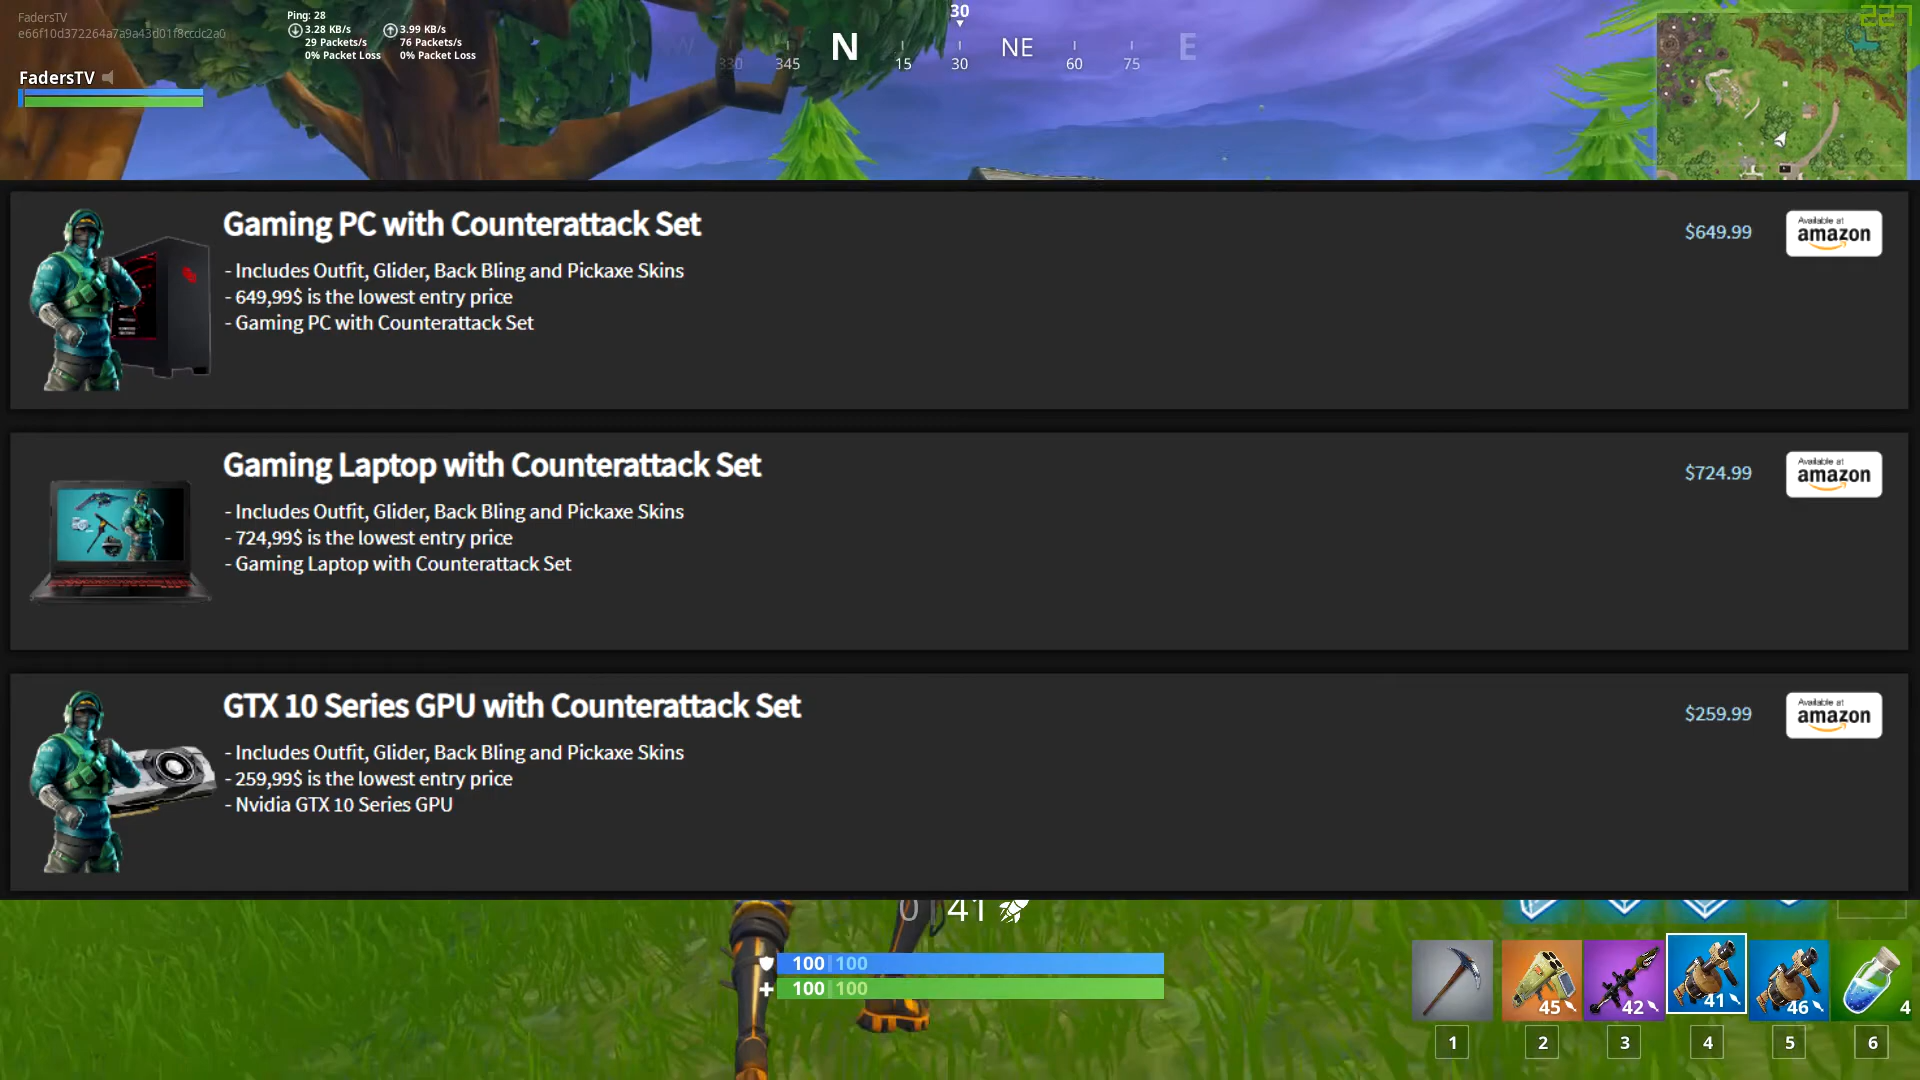 FadersTV
e66f10d372264a7a9a43d01f8ccdc2a0
Ping: 28
3.28 KB/s 3.99 KB/s
29 Packets/s 76 Packets/s
0% Packet Loss 0% Packet Loss
FadersTV
30
W N NE E
330 345 15 30 60 75
227
Gaming PC with Counterattack Set
- Includes Outfit, Glider, Back Bling and Pickaxe Skins
- 649,99$ is the lowest entry price
- Gaming PC with Counterattack Set
$649.99
Available at
amazon
Gaming Laptop with Counterattack Set
- Includes Outfit, Glider, Back Bling and Pickaxe Skins
- 724,99$ is the lowest entry price
- Gaming Laptop with Counterattack Set
$724.99
Available at
amazon
GTX 10 Series GPU with Counterattack Set
- Includes Outfit, Glider, Back Bling and Pickaxe Skins
- 259,99$ is the lowest entry price
- Nvidia GTX 10 Series GPU
$259.99
Available at
amazon
0 | 41
100 | 100
100 | 100
45 42 41 46 4
1 2 3 4 5 6